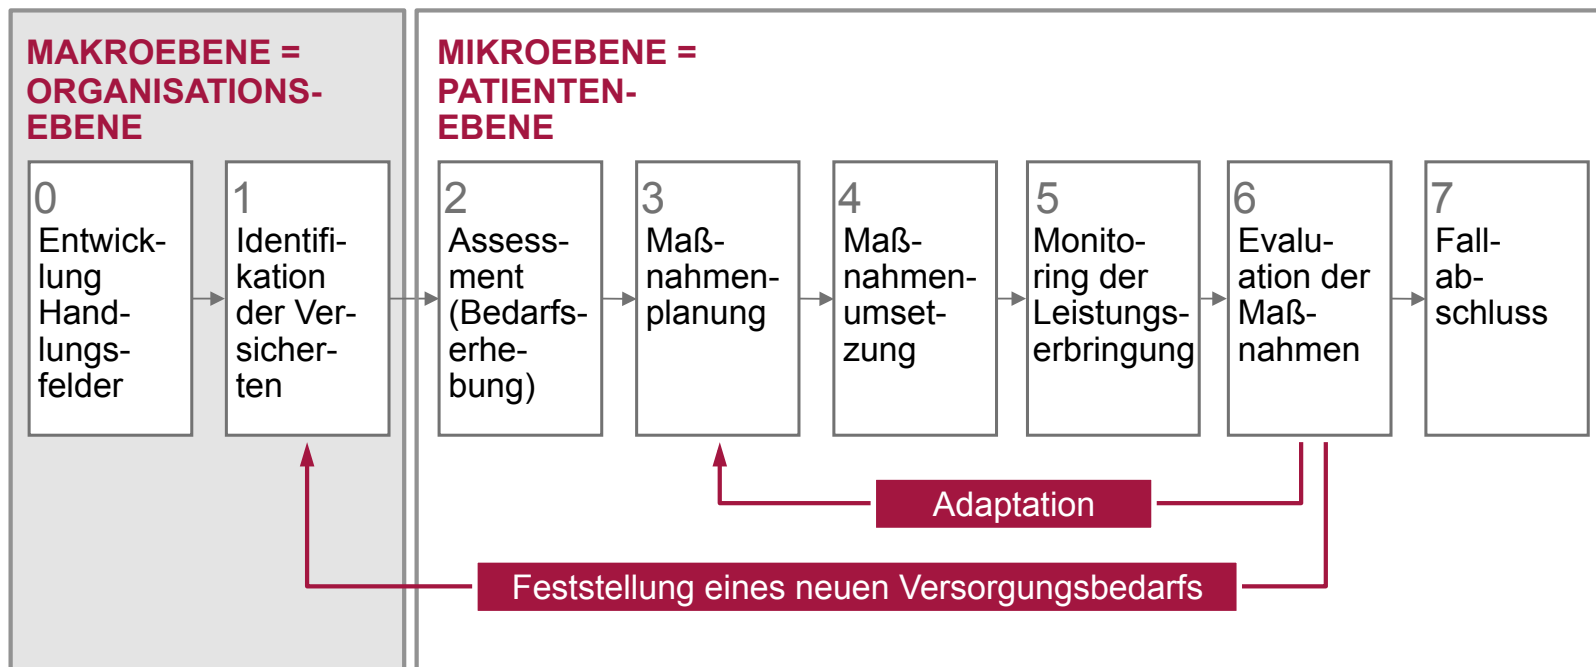 MAKROEBENE =
ORGANISATIONS-
EBENE
MIKROEBENE =
PATIENTEN-
EBENE
0
Entwick-
lung
Hand-
lungs-
felder
1
Identifi-
kation
der Ver-
sicher-
ten
2
Assess-
ment
(Bedarfs-
erhe-
bung)
3
Maß-
nahmen-
planung
4
Maß-
nahmen-
umset-
zung
5
Monito-
ring der
Leistungs-
erbringung
6
Evalu-
ation der
Maß-
nahmen
7
Fall-
ab-
schluss
Adaptation
Feststellung eines neuen Versorgungsbedarfs